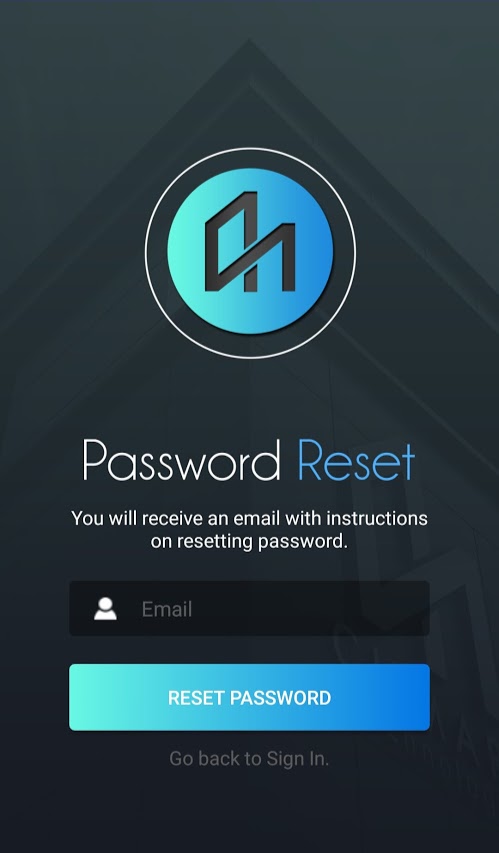 Password Reset
You will receive an email with instructions
on resetting password.
Email
RESET PASSWORD
Go back to Sign In.